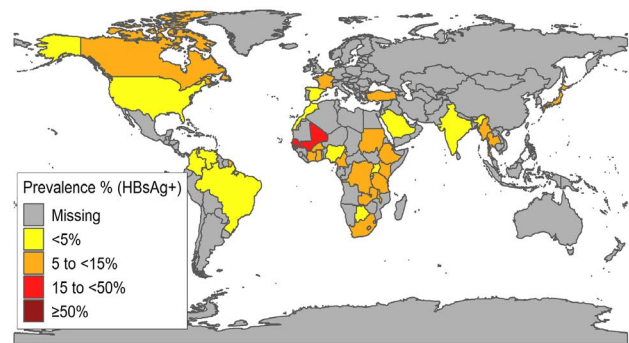 Prevalence % (HBsAg+)
Missing
<5%
5 to <15%
15 to <50%
≥50%